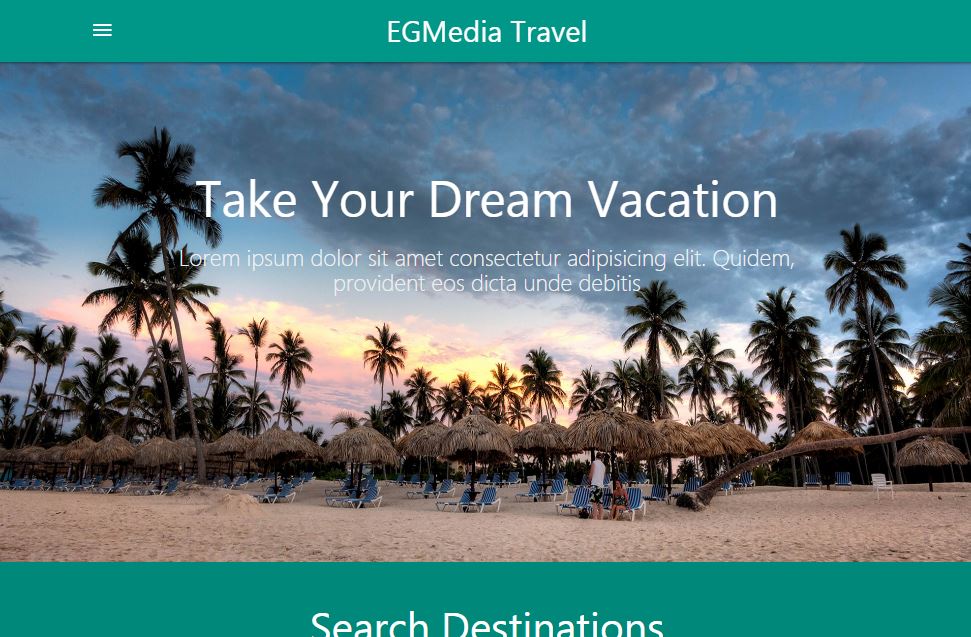 EGMedia Travel
Take Your Dream Vacation
Lorem ipsum dolor sit amet consectetur adipisicing elit. Quidem,
provident eos dicta unde debitis
Search Destinations